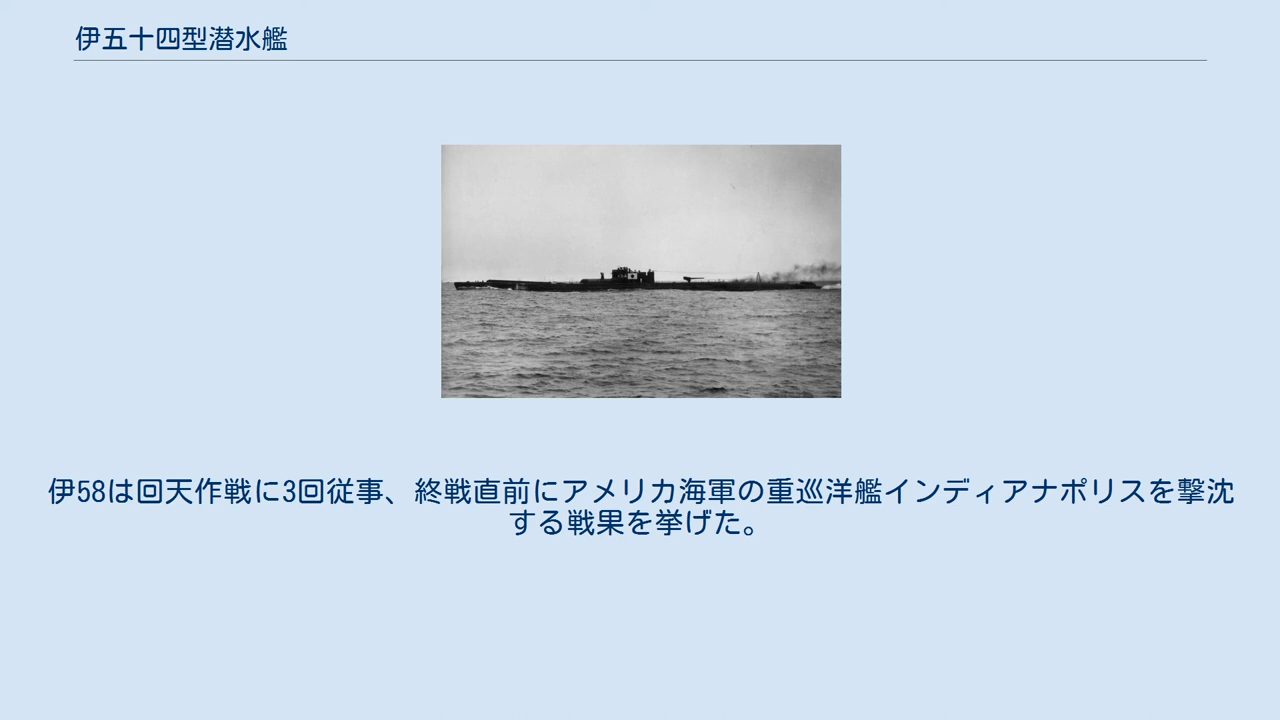 伊五十四型潜水艦
伊58は回天作戦に3回従事、終戦直前にアメリカ海軍の重巡洋艦インディアナポリスを撃沈
する戦果を挙げた。